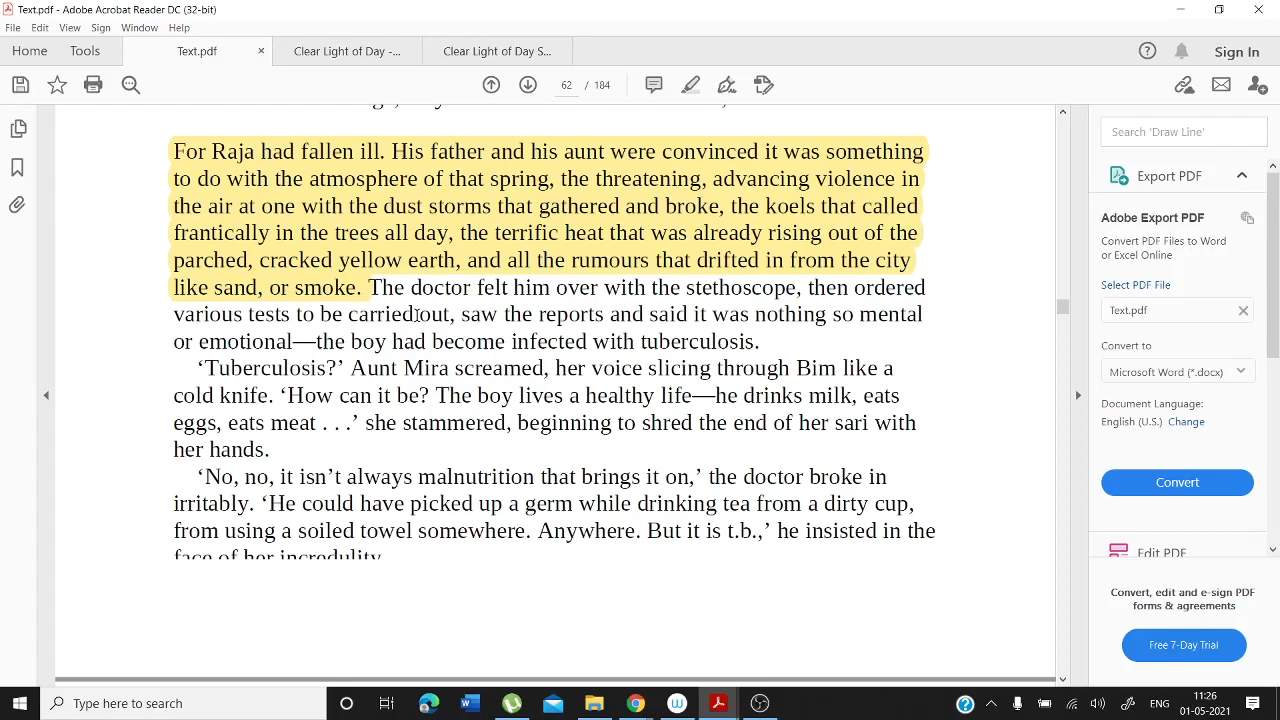 Text.pdf - Adobe Acrobat Reader DC (32-bit)
File Edit View Sign Window Help
Home Tools Text.pdf × Clear Light of Day -... Clear Light of Day S... Sign In
62 / 184
For Raja had fallen ill. His father and his aunt were convinced it was something
to do with the atmosphere of that spring, the threatening, advancing violence in
the air at one with the dust storms that gathered and broke, the koels that called
frantically in the trees all day, the terrific heat that was already rising out of the
parched, cracked yellow earth, and all the rumours that drifted in from the city
like sand, or smoke. The doctor felt him over with the stethoscope, then ordered
various tests to be carried out, saw the reports and said it was nothing so mental
or emotional—the boy had become infected with tuberculosis.
‘Tuberculosis?’ Aunt Mira screamed, her voice slicing through Bim like a
cold knife. ‘How can it be? The boy lives a healthy life—he drinks milk, eats
eggs, eats meat . . .’ she stammered, beginning to shred the end of her sari with
her hands.
‘No, no, it isn’t always malnutrition that brings it on,’ the doctor broke in
irritably. ‘He could have picked up a germ while drinking tea from a dirty cup,
from using a soiled towel somewhere. Anywhere. But it is t.b.,’ he insisted in the
face of her incredulity
Search 'Draw Line'
Export PDF
Adobe Export PDF
Convert PDF Files to Word
or Excel Online
Select PDF File
Text.pdf
Convert to
Microsoft Word (*.docx)
Document Language:
English (U.S.) Change
Convert
Edit PDF
Convert, edit and e-sign PDF
forms & agreements
Free 7-Day Trial
Type here to search
ENG
11:26
01-05-2021